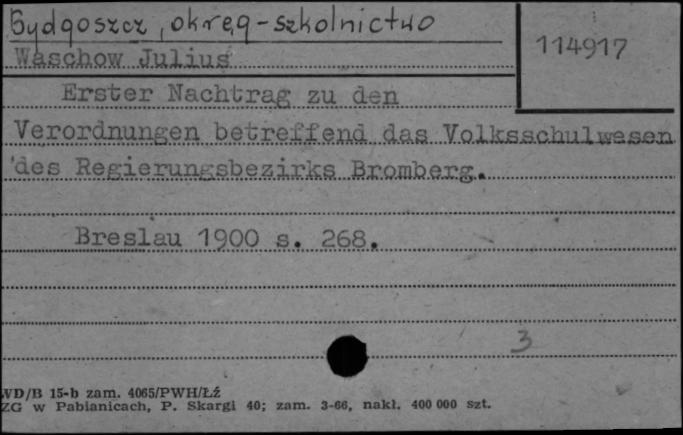 Bydgoszcz, okręg-szkolnictwo
114917
Waschow Julius
Erster Nachtrag zu den
Verordnungen betreffend das Volksschulwesen
des Regierungsbezirks Bromberg.
Breslau 1900 s. 268.
3
WD/B 15-b zam. 4065/PWH/Łż
ZG w Pabianicach, P. Skargi 40; zam. 3-66, nakł. 400 000 szt.